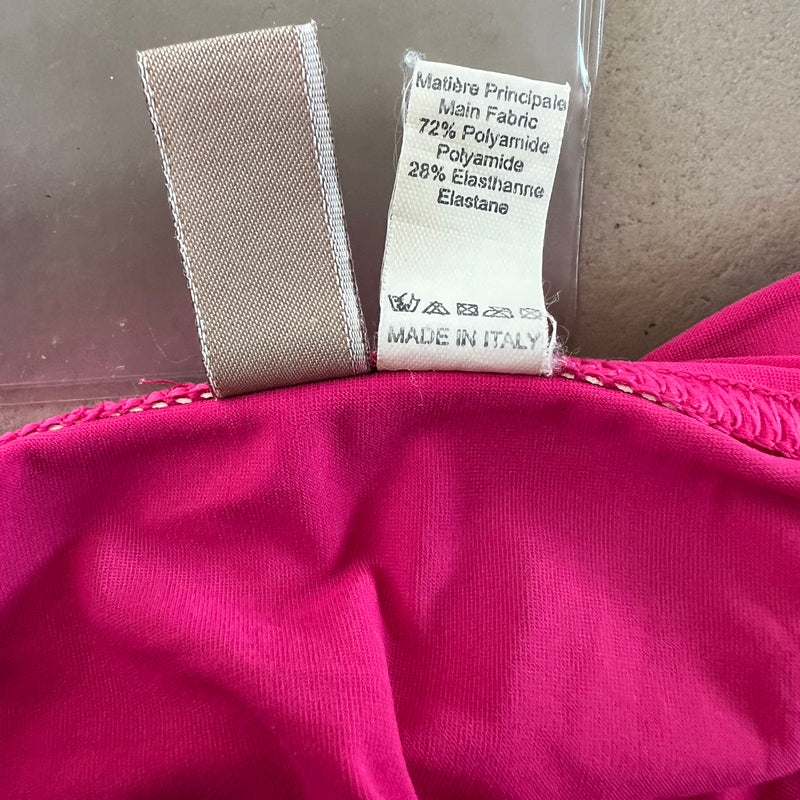 Matière Principale
Main Fabric
72% Polyamide
Polyamide
28% Elasthanne
Elastane
MADE IN ITALY